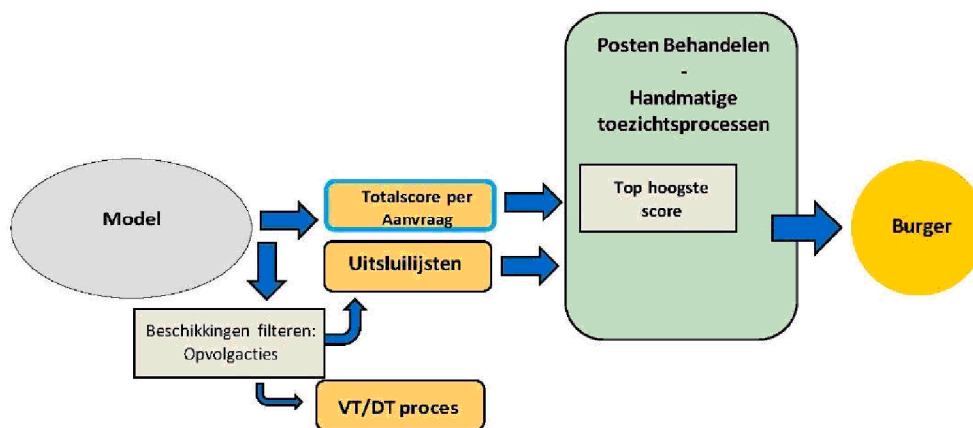 Posten Behandelen
-
Handmatige
toezichtsprocessen
Model
Totalscore per
Aanvraag
Top hoogste
score
Burger
Uitsluilijsten
Beschikkingen filteren:
Opvolgacties
VT/DT proces